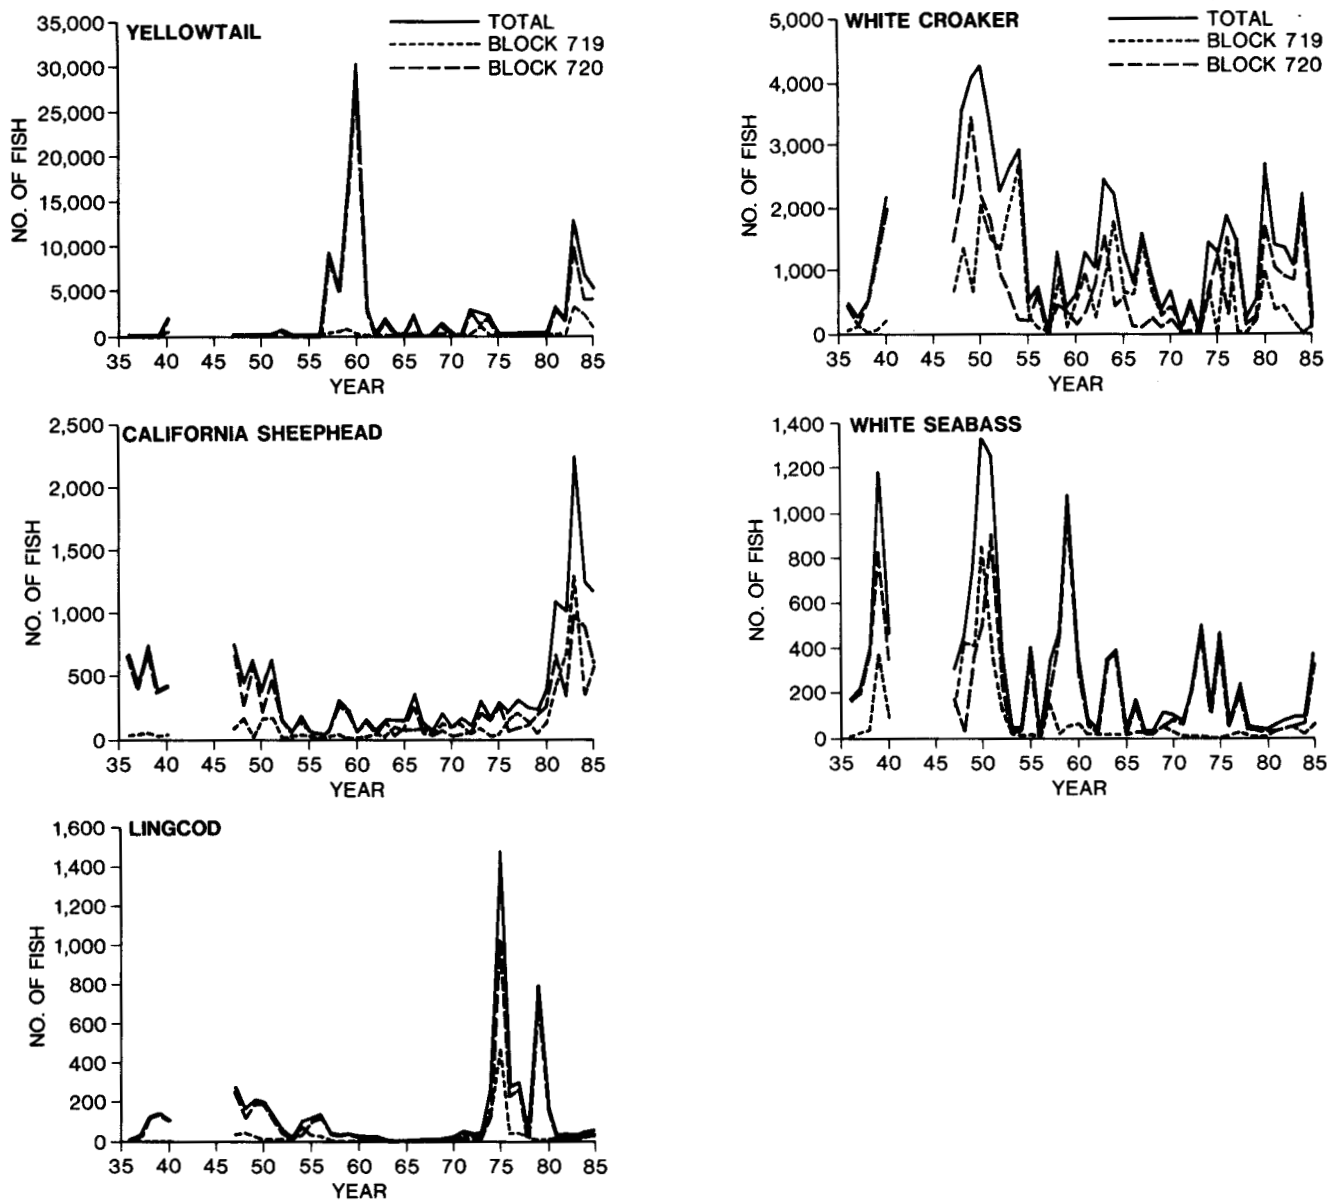 YELLOWTAIL
TOTAL
BLOCK 719
BLOCK 720
NO. OF FISH
35,000
30,000
25,000
20,000
15,000
10,000
5,000
0
35 40 45 50 55 60 65 70 75 80 85
YEAR
WHITE CROAKER
TOTAL
BLOCK 719
BLOCK 720
NO. OF FISH
5,000
4,000
3,000
2,000
1,000
0
35 40 45 50 55 60 65 70 75 80 85
YEAR
CALIFORNIA SHEEPHEAD
NO. OF FISH
2,500
2,000
1,500
1,000
500
0
35 40 45 50 55 60 65 70 75 80 85
YEAR
WHITE SEABASS
NO. OF FISH
1,400
1,200
1,000
800
600
400
200
0
35 40 45 50 55 60 65 70 75 80 85
YEAR
LINGCOD
NO. OF FISH
1,600
1,400
1,200
1,000
800
600
400
200
0
35 40 45 50 55 60 65 70 75 80 85
YEAR